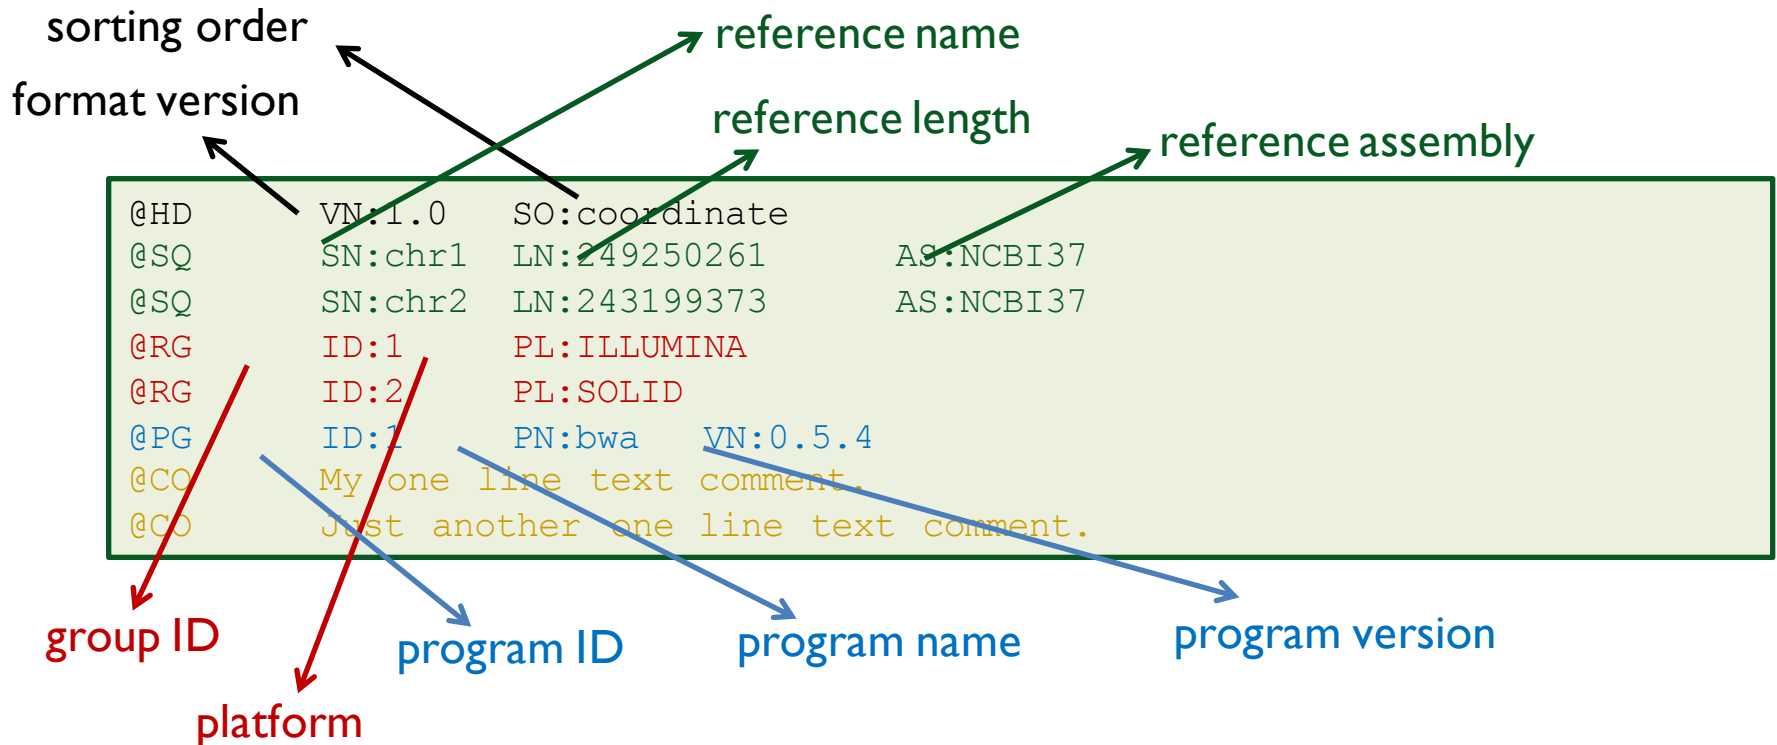 sorting order
reference name
format version
reference length
reference assembly
@HD VN:1.0 SO:coordinate
@SQ SN:chr1 LN:249250261 AS:NCBI37
@SQ SN:chr2 LN:243199373 AS:NCBI37
@RG ID:1 PL:ILLUMINA
@RG ID:2 PL:SOLID
@PG ID:1 PN:bwa VN:0.5.4
@CO My one line text comment.
@CO Just another one line text comment.
group ID
program ID
program name
program version
platform